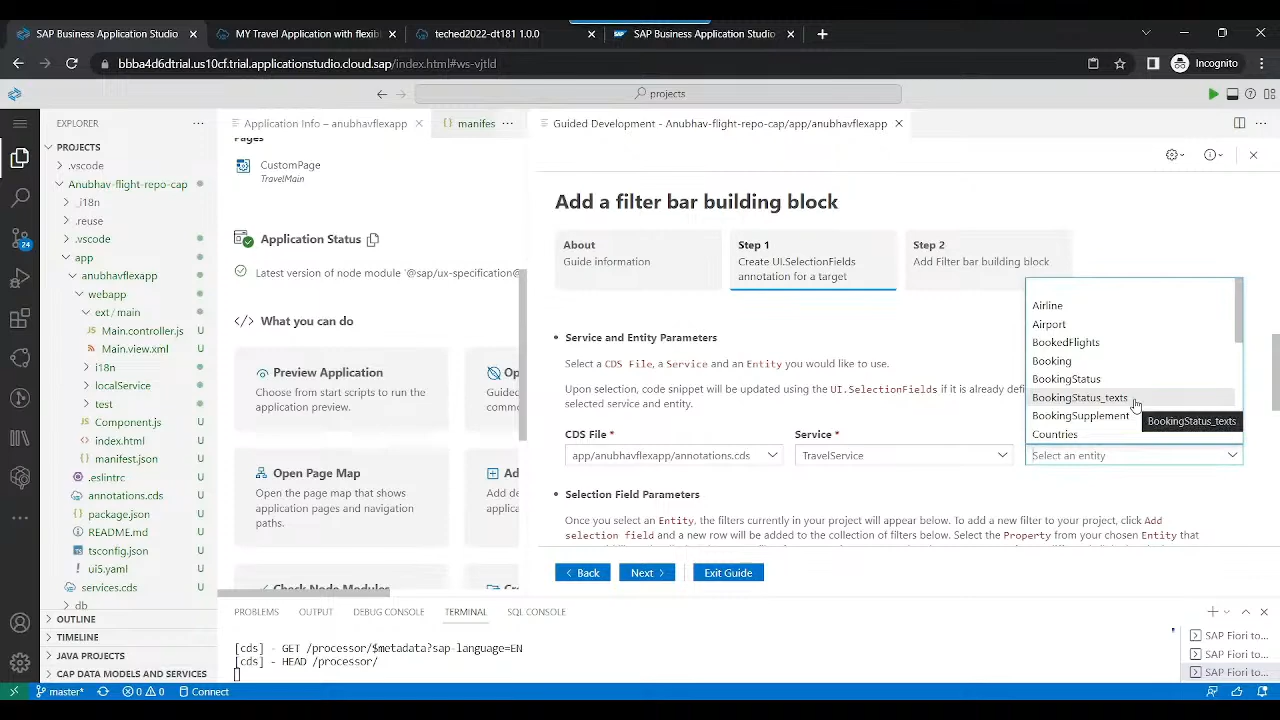 SAP Business Application Studio
MY Travel Application with flexib
teched2022-dt181 1.0.0
SAP Business Application Studio
bbba4d6dtrial.us10cf.trial.applicationstudio.cloud.sap/index.html#ws-vjtld
Incognito
projects
EXPLORER
PROJECTS
.vscode
Anubhav-flight-repo-cap
_i18n
.reuse
.vscode
app
anubhavflexapp
webapp
ext / main
Main.controller.js U
Main.view.xml U
i18n
localService
test
Component.js U
index.html U
manifest.json U
.eslintrc U
annotations.cds U
package.json U
README.md U
tsconfig.json U
ui5.yaml U
services.cds U
db
OUTLINE
TIMELINE
JAVA PROJECTS
CAP DATA MODELS AND SERVICES
24
Application Info – anubhavflexapp
manifes
Pages
CustomPage
TravelMain
Application Status
Latest version of node module '@sap/ux-specification@
What you can do
Preview Application
Choose from start scripts to run the
application preview.
Op
Guided
Comm
Open Page Map
Open the page map that shows
application pages and navigation
paths.
Ad
Add de
applic
Check Node Modules
Guided Development - Anubhav-flight-repo-cap/app/anubhavflexapp
Add a filter bar building block
About
Guide information
Step 1
Create UI.SelectionFields
annotation for a target
Step 2
Add Filter bar building block
Service and Entity Parameters
Select a CDS File, a Service and an Entity you would like to use.
Upon selection, code snippet will be updated using the UI.SelectionFields if it is already defi
selected service and entity.
CDS File *
app/anubhavflexapp/annotations.cds
Service *
TravelService
Airline
Airport
BookedFlights
Booking
BookingStatus
BookingStatus_texts
BookingSupplement
BookingStatus_texts
Countries
Select an entity
Selection Field Parameters
Once you select an Entity, the filters currently in your project will appear below. To add a new filter to your project, click Add
selection field and a new row will be added to the collection of filters below. Select the Property from your chosen Entity that
< Back
Next >
Exit Guide
PROBLEMS
OUTPUT
DEBUG CONSOLE
TERMINAL
SQL CONSOLE
[cds] - GET /processor/$metadata?sap-language=EN
[cds] - HEAD /processor/
SAP Fiori to...
SAP Fiori to...
SAP Fiori to...
master*
0
0
Connect